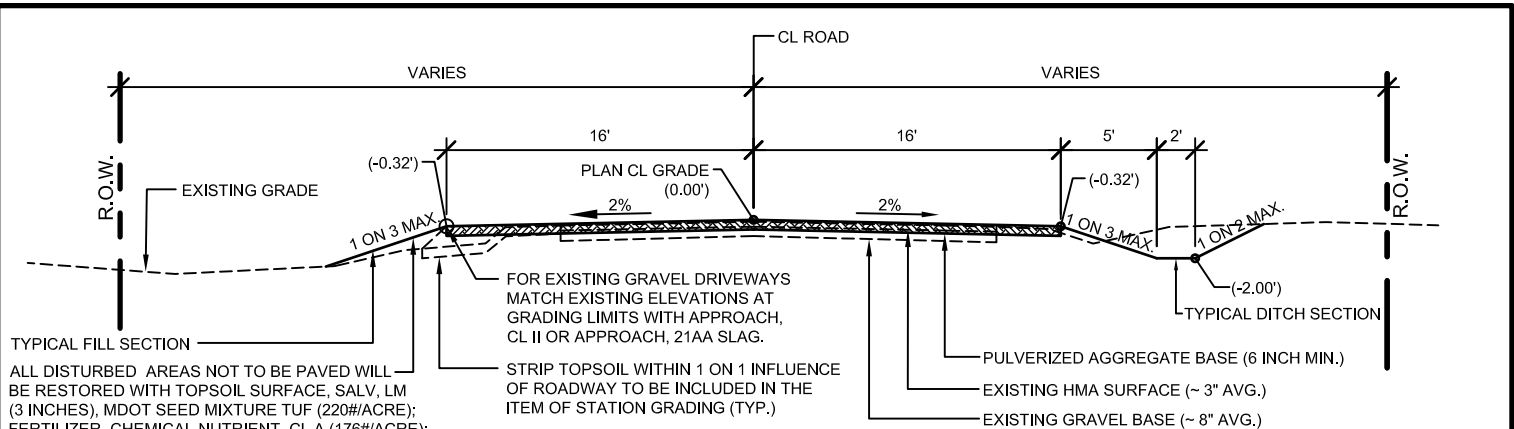 CL ROAD
VARIES
VARIES
16'
16'
5'
2'
(-0.32')
PLAN CL GRADE
(0.00')
(-0.32')
R.O.W.
EXISTING GRADE
2%
2%
R.O.W.
1 ON 3 MAX.
1 ON 3 MAX.
1 ON 2 MAX.
FOR EXISTING GRAVEL DRIVEWAYS
MATCH EXISTING ELEVATIONS AT
GRADING LIMITS WITH APPROACH,
CL II OR APPROACH, 21AA SLAG.
(-2.00')
TYPICAL DITCH SECTION
TYPICAL FILL SECTION
ALL DISTURBED AREAS NOT TO BE PAVED WILL
BE RESTORED WITH TOPSOIL SURFACE, SALV, LM
(3 INCHES), MDOT SEED MIXTURE TUF (220#/ACRE);
FERTILIZER, CHEMICAL NUTRIENT, CL A (176#/ACRE);
STRIP TOPSOIL WITHIN 1 ON 1 INFLUENCE
OF ROADWAY TO BE INCLUDED IN THE
ITEM OF STATION GRADING (TYP.)
PULVERIZED AGGREGATE BASE (6 INCH MIN.)
EXISTING HMA SURFACE (~ 3" AVG.)
EXISTING GRAVEL BASE (~ 8" AVG.)